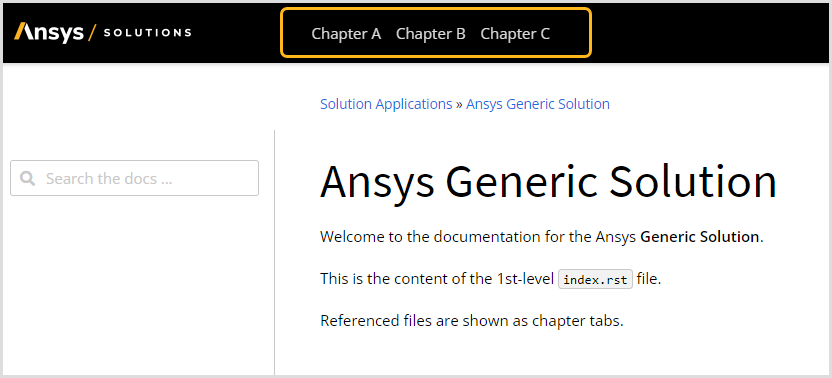 Ansys / SOLUTIONS
Chapter A Chapter B Chapter C
Solution Applications » Ansys Generic Solution
Search the docs ...
Ansys Generic Solution
Welcome to the documentation for the Ansys Generic Solution.
This is the content of the 1st-level index.rst file.
Referenced files are shown as chapter tabs.